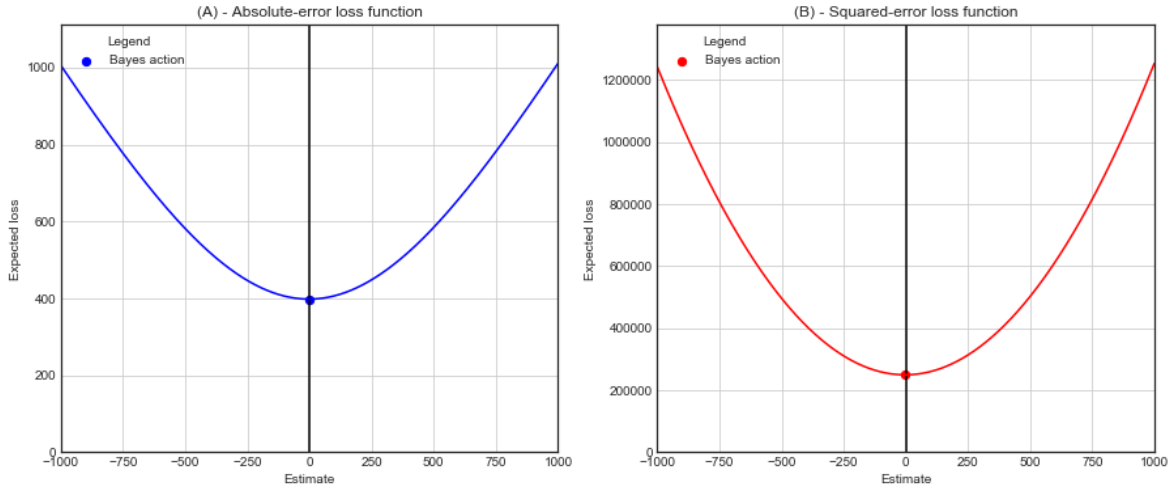 (A) - Absolute-error loss function
Legend
Bayes action
Expected loss
1000
800
600
400
200
0
−1000 −750 −500 −250 0 250 500 750 1000
Estimate
(B) - Squared-error loss function
Legend
Bayes action
Expected loss
1200000
1000000
800000
600000
400000
200000
0
−1000 −750 −500 −250 0 250 500 750 1000
Estimate